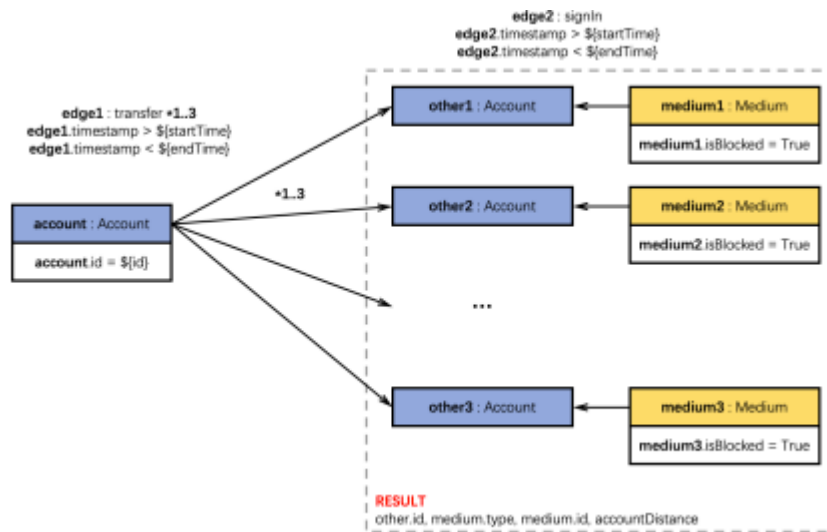 edge2 : signIn
edge2.timestamp > ${startTime}
edge2.timestamp < ${endTime}
edge1 : transfer *1..3
edge1.timestamp > ${startTime}
edge1.timestamp < ${endTime}
other1 : Account
medium1 : Medium
medium1.isBlocked = True
*1..3
other2 : Account
medium2 : Medium
medium2.isBlocked = True
account : Account
account.id = ${id}
...
other3 : Account
medium3 : Medium
medium3.isBlocked = True
RESULT
other.id, medium.type, medium.id, accountDistance